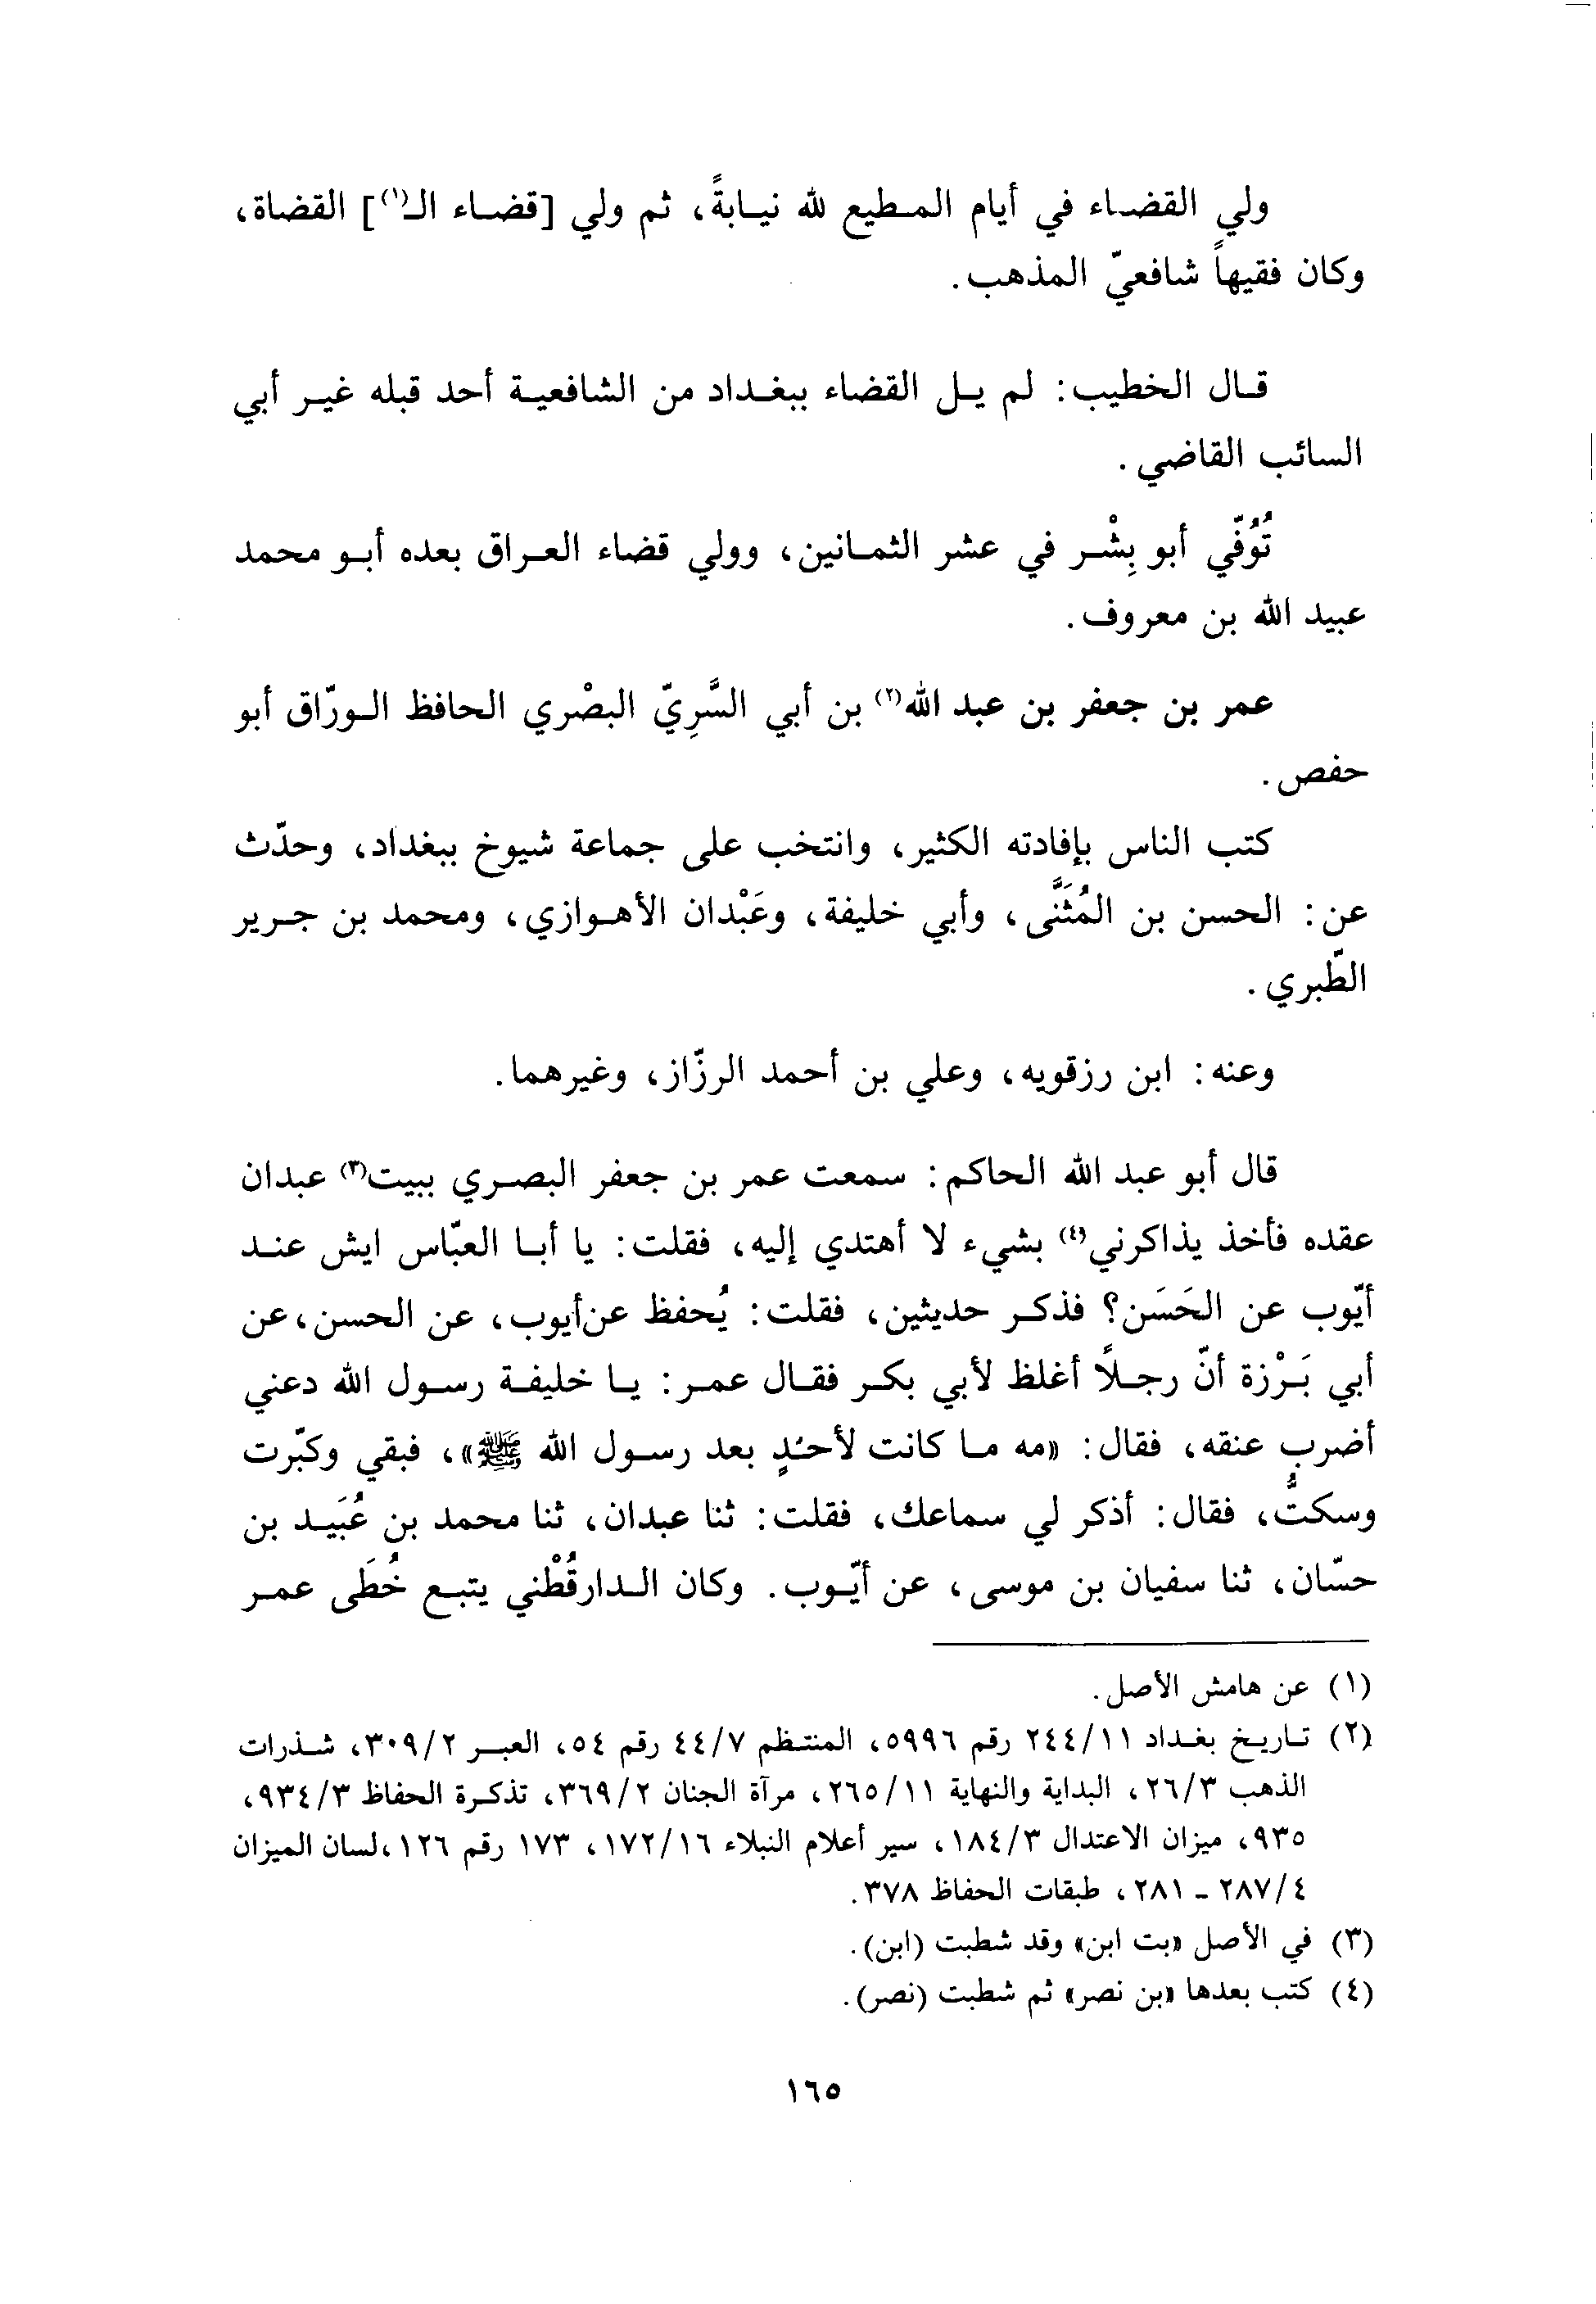 ولي القضاء في أيام المطيع لله نيابةً، ثم ولي [قضاء الـ(١)] القضاة،
وكان فقيهاً شافعيّ المذهب.
قال الخطيب: لم يل القضاء ببغداد من الشافعية أحد قبله غير أبي
السائب القاضي.
تُوُفّي أبو بِشْر في عشر الثمانين، وولي قضاء العراق بعده أبو محمد
عبيد الله بن معروف.
عمر بن جعفر بن عبد الله(٢) بن أبي السَّرِيّ البصْري الحافظ الورّاق أبو
حفص.
كتب الناس بإفادته الكثير، وانتخب على جماعة شيوخ ببغداد، وحدّث
عن: الحسن بن المُثَنَّى، وأبي خليفة، وعَبْدان الأهوازي، ومحمد بن جرير
الطّبري.
وعنه: ابن رزقويه، وعلي بن أحمد الرزّاز، وغيرهما.
قال أبو عبد الله الحاكم: سمعت عمر بن جعفر البصري ببيت(٣) عبدان
عقده فأخذ يذاكرني(٤) بشيء لا أهتدي إليه، فقلت: يا أبا العبّاس ايش عند
أيّوب عن الحَسَن؟ فذكر حديثين، فقلت: يُحفظ عن أيوب، عن الحسن، عن
أبي بَرْزة أنّ رجلاً أغلظ لأبي بكر فقال عمر: يا خليفة رسول الله دعني
أضرب عنقه، فقال: «مه ما كانت لأحدٍ بعد رسول الله ﷺ»، فبقي وكبّرت
وسكتُّ، فقال: أذكر لي سماعك، فقلت: ثنا عبدان، ثنا محمد بن عُبَيد بن
حسّان، ثنا سفيان بن موسى، عن أيّوب. وكان الدارقُطْني يتبع خُطَى عمر
(١) عن هامش الأصل.
(٢) تاريخ بغداد ٢٤٤/١١ رقم ٥٩٩٦، المنتظم ٤٤/٧ رقم ٥٤، العبر ٣٠٩/٢، شذرات
الذهب ٢٦/٣، البداية والنهاية ٢٦٥/١١، مرآة الجنان ٣٦٩/٢، تذكرة الحفاظ ٩٣٤/٣،
٩٣٥، ميزان الاعتدال ١٨٤/٣، سير أعلام النبلاء ١٧٢/١٦، ١٧٣ رقم ١٢٦، لسان الميزان
٢٨٧/٤ - ٢٨١، طبقات الحفاظ ٣٧٨.
(٣) في الأصل «بت ابن» وقد شطبت (ابن).
(٤) كتب بعدها «بن نصر» ثم شطبت (نصر).
١٦٥